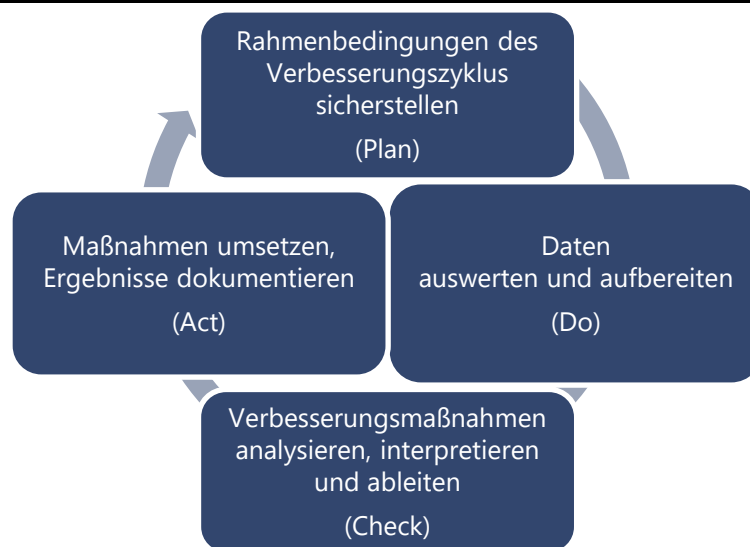 Rahmenbedingungen des
Verbesserungszyklus
sicherstellen
(Plan)
Daten
auswerten und aufbereiten
(Do)
Verbesserungsmaßnahmen
analysieren, interpretieren
und ableiten
(Check)
Maßnahmen umsetzen,
Ergebnisse dokumentieren
(Act)